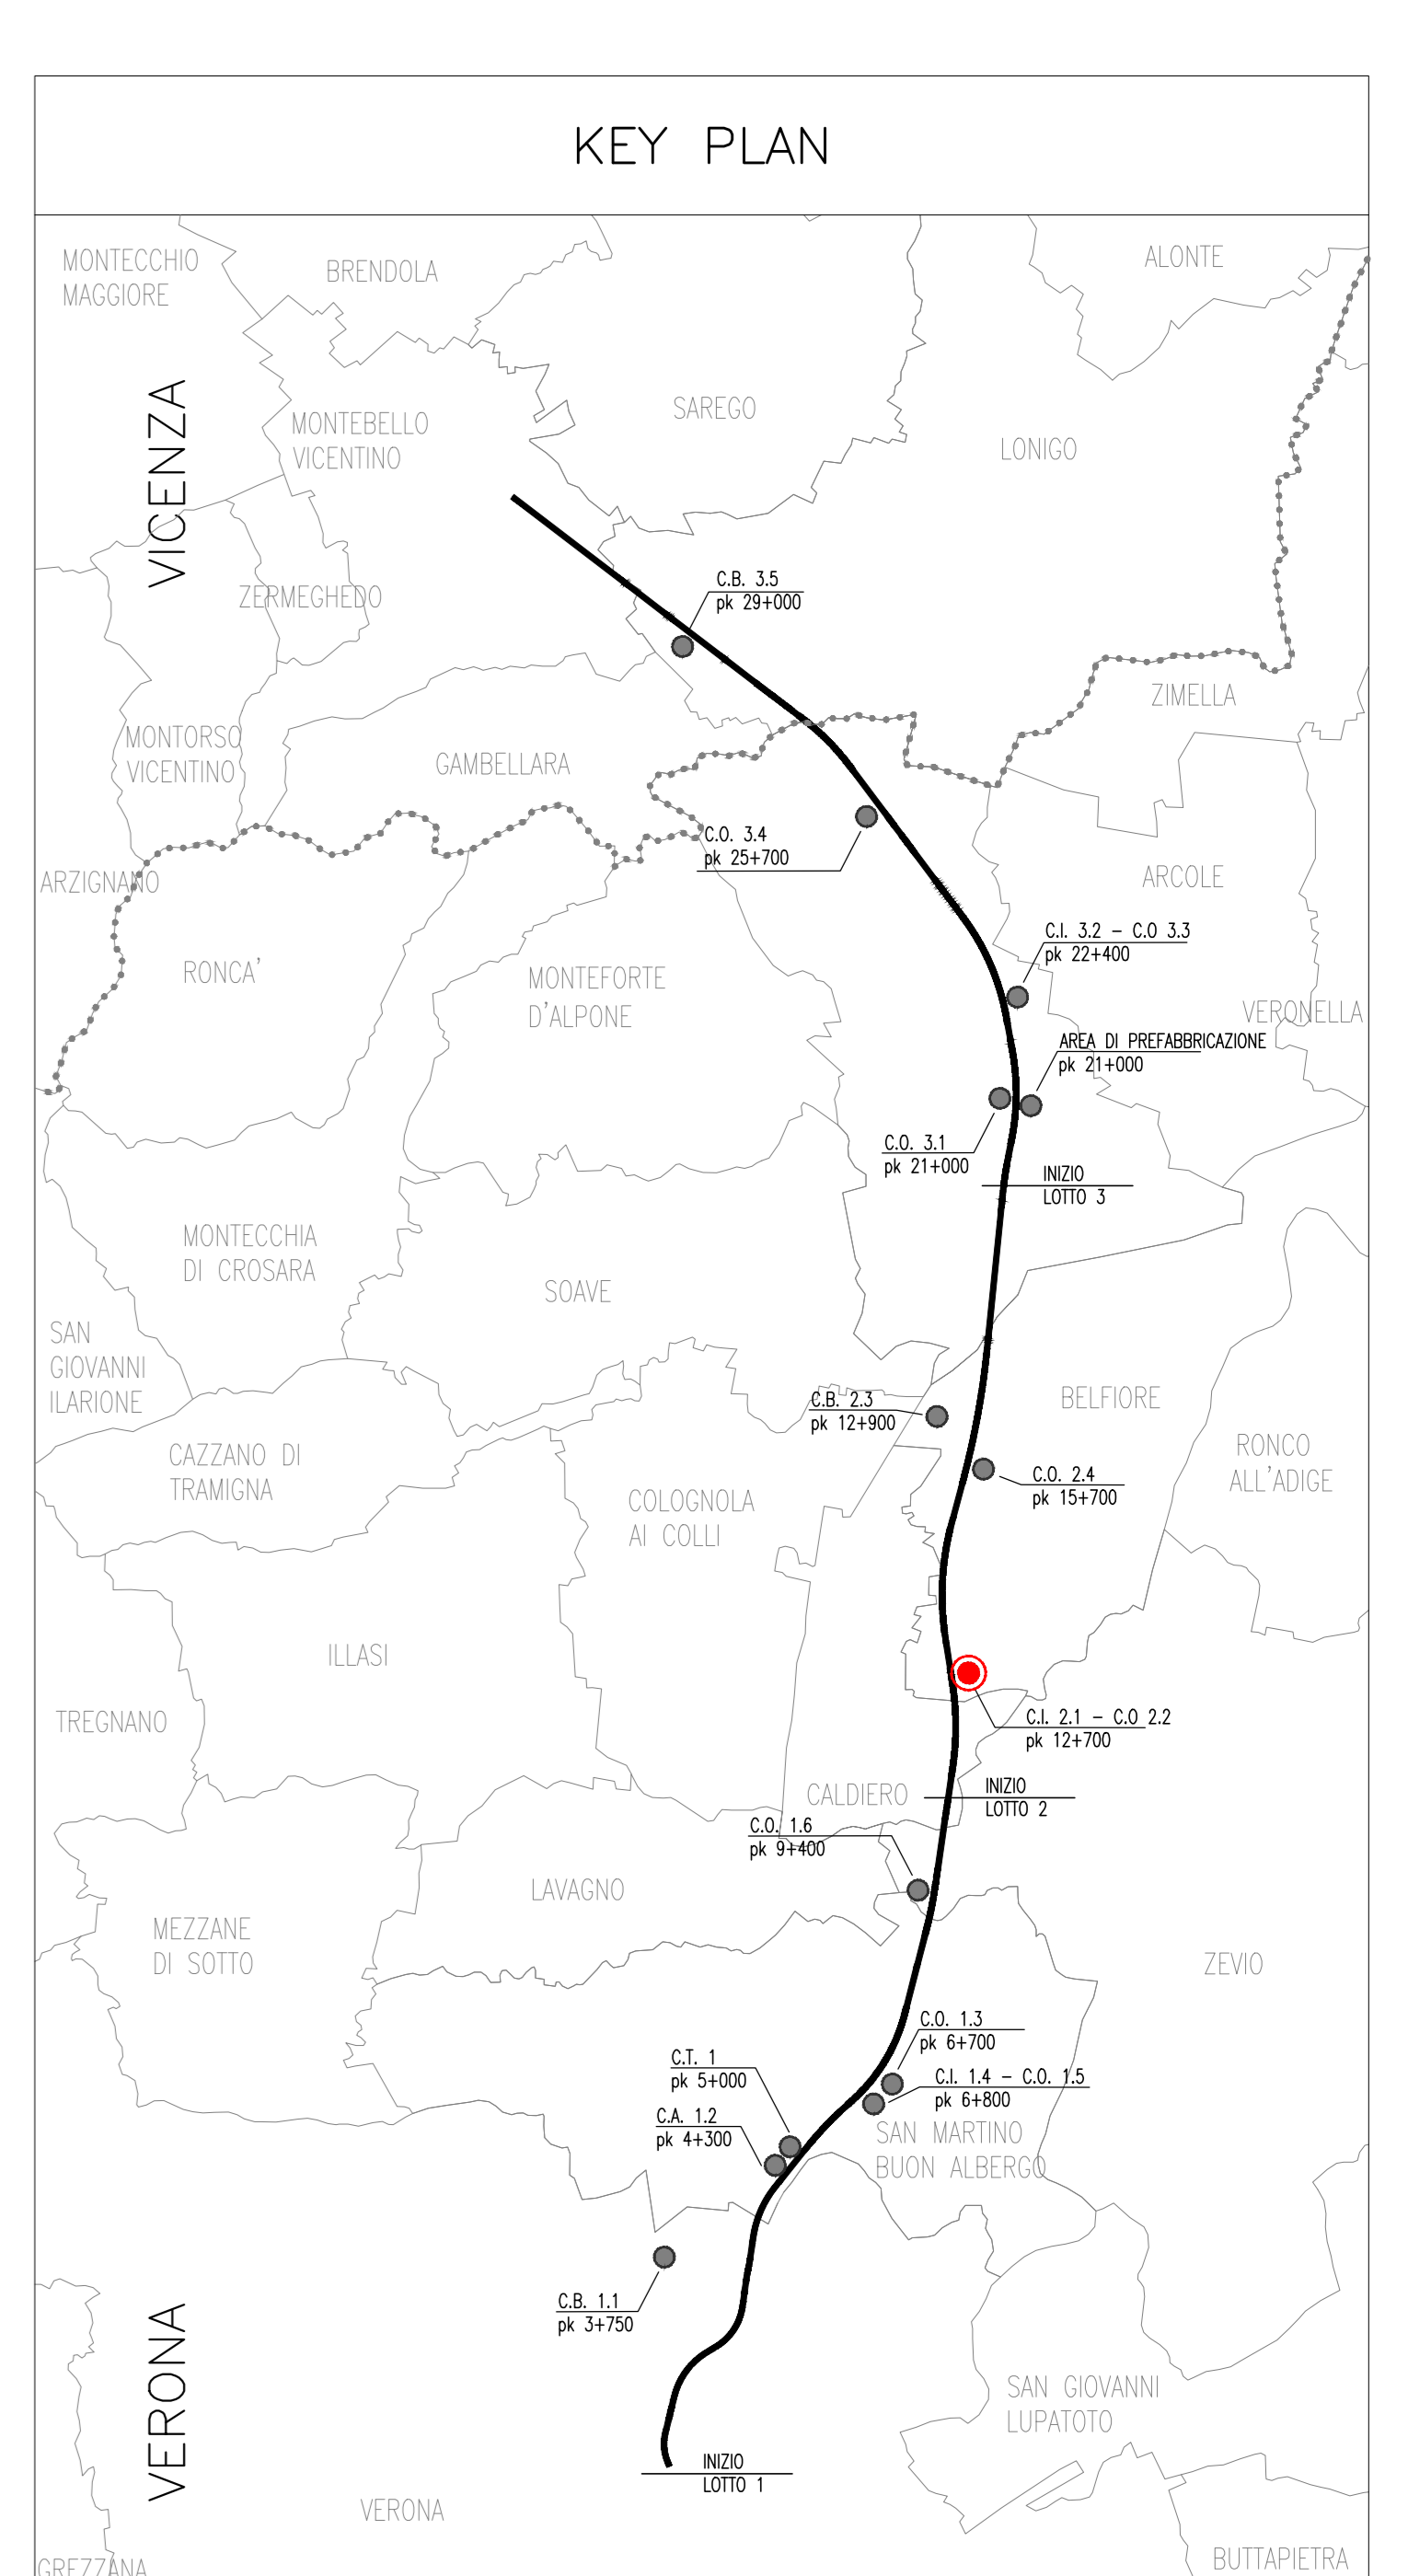 KEY PLAN
MONTECCHIO
MAGGIORE
BRENDOLA
ALONTE
VICENZA
SAREGO
MONTEBELLO
VICENTINO
LONIGO
C.B. 3.5
pk 29+000
ZERMEGHEDO
ZIMELLA
MONTORSO
VICENTINO
GAMBELLARA
C.O. 3.4
pk 25+700
ARZIGNANO
ARCOLE
C.I. 3.2 – C.O 3.3
pk 22+400
RONCA'
MONTEFORTE
D'ALPONE
VERONELLA
AREA DI PREFABBRICAZIONE
pk 21+000
C.O. 3.1
pk 21+000
INIZIO
LOTTO 3
MONTECCHIA
DI CROSARA
SOAVE
SAN
GIOVANNI
ILARIONE
C.B. 2.3
pk 12+900
BELFIORE
CAZZANO DI
TRAMIGNA
RONCO
ALL'ADIGE
C.O. 2.4
pk 15+700
COLOGNOLA
AI COLLI
ILLASI
TREGNANO
C.I. 2.1 – C.O 2.2
pk 12+700
CALDIERO
INIZIO
LOTTO 2
C.O. 1.6
pk 9+400
LAVAGNO
MEZZANE
DI SOTTO
ZEVIO
C.O. 1.3
pk 6+700
C.T. 1
pk 5+000
C.I. 1.4 – C.O. 1.5
pk 6+800
C.A. 1.2
pk 4+300
SAN MARTINO
BUON ALBERGO
C.B. 1.1
pk 3+750
VERONA
SAN GIOVANNI
LUPATOTO
INIZIO
LOTTO 1
VERONA
BUTTAPIETRA
GREZZANA